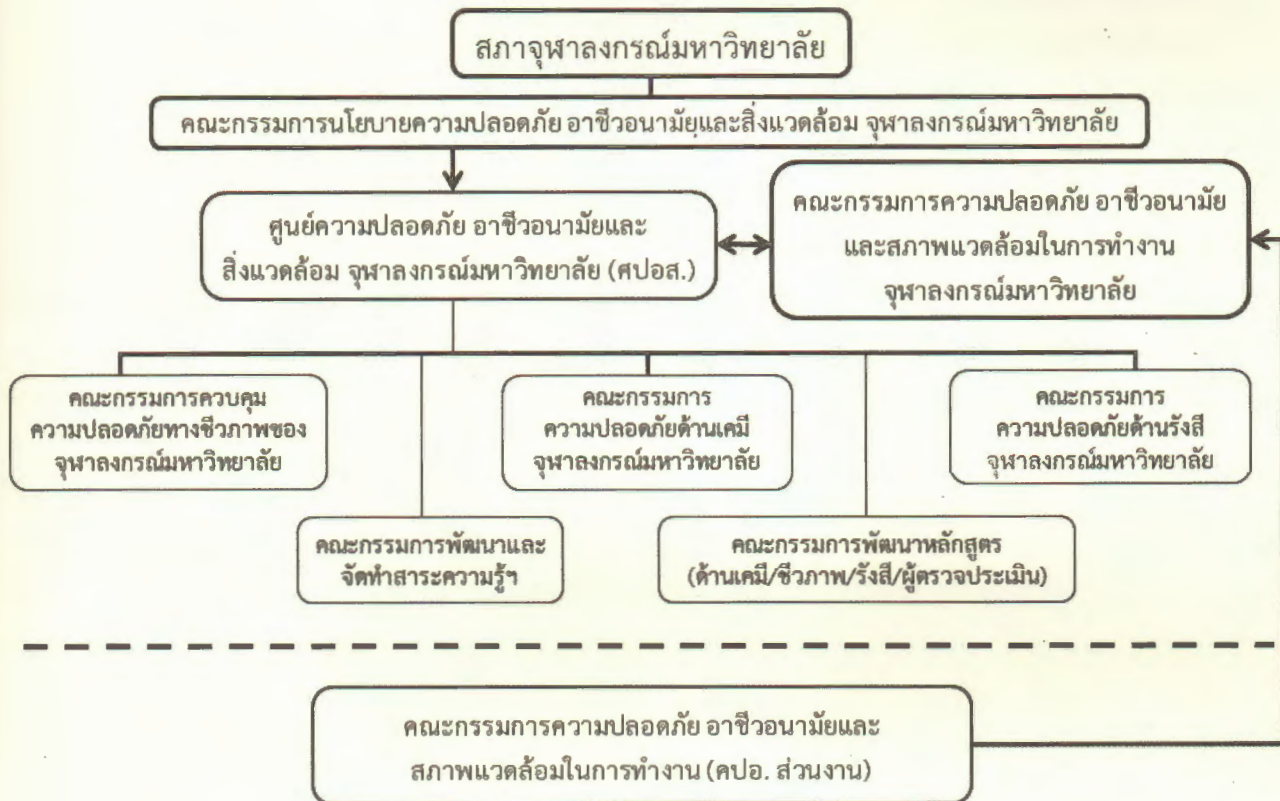 สภาจุฬาลงกรณ์มหาวิทยาลัย
คณะกรรมการนโยบายความปลอดภัย อาชีวอนามัยและสิ่งแวดล้อม จุฬาลงกรณ์มหาวิทยาลัย
ศูนย์ความปลอดภัย อาชีวอนามัยและ
สิ่งแวดล้อม จุฬาลงกรณ์มหาวิทยาลัย (ศปอส.)
คณะกรรมการความปลอดภัย อาชีวอนามัย
และสภาพแวดล้อมในการทำงาน
จุฬาลงกรณ์มหาวิทยาลัย
คณะกรรมการควบคุม
ความปลอดภัยทางชีวภาพของ
จุฬาลงกรณ์มหาวิทยาลัย
คณะกรรมการ
ความปลอดภัยด้านเคมี
จุฬาลงกรณ์มหาวิทยาลัย
คณะกรรมการ
ความปลอดภัยด้านรังสี
จุฬาลงกรณ์มหาวิทยาลัย
คณะกรรมการพัฒนาและ
จัดทำสาระความรู้ฯ
คณะกรรมการพัฒนาหลักสูตร
(ด้านเคมี/ชีวภาพ/รังสี/ผู้ตรวจประเมิน)
คณะกรรมการความปลอดภัย อาชีวอนามัยและ
สภาพแวดล้อมในการทำงาน (คปอ. ส่วนงาน)